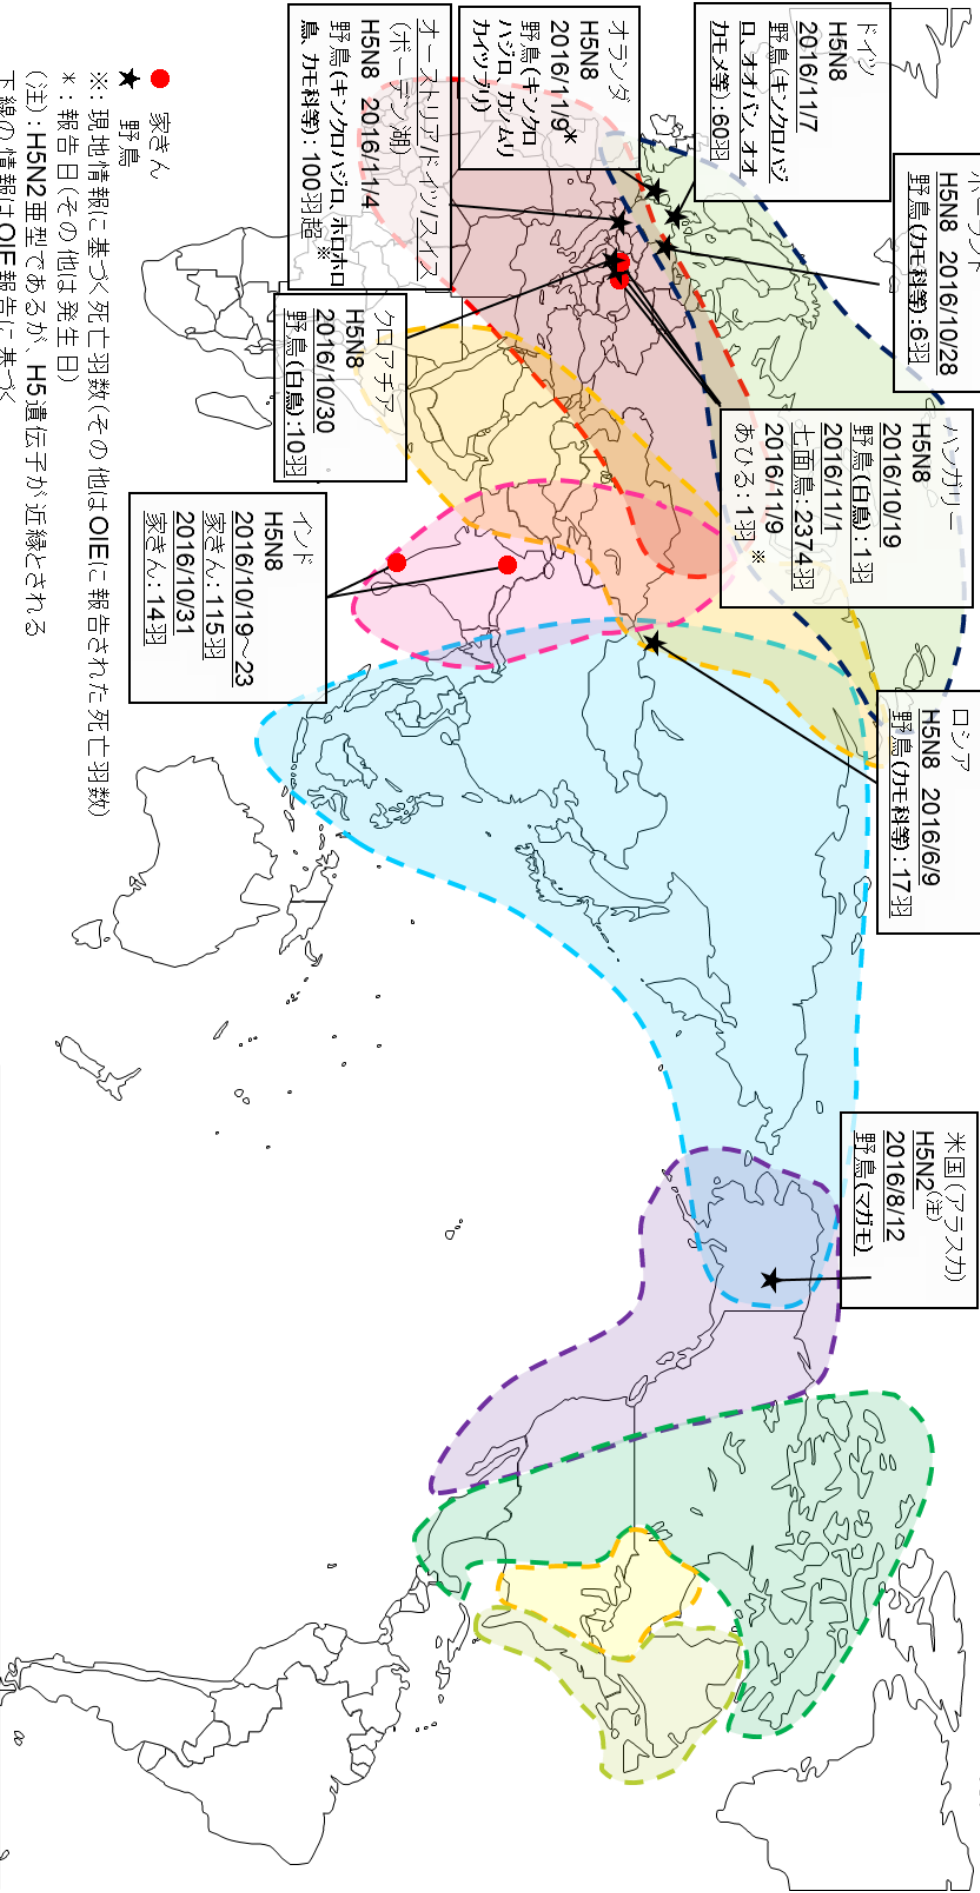 ドイツ
H5N8
2016/11/7
野鳥(キンクロハジ
ロ、オオバン、オオ
カモメ等):60羽
オランダ
H5N8
2016/11/9*
野鳥(キンクロ
ハジロ、カンムリ
カイツブリ)
オーストリア/ドイツ/スイス
(ボーデン湖)
H5N8 2016/11/4
野鳥(キンクロハジロ、ホロホロ
鳥、カモ科等):100羽超 ※
ポーランド
H5N8 2016/10/28
野鳥(カモ科等):6羽
クロアチア
H5N8
2016/10/30
野鳥(白鳥):10羽
ハンガリー
H5N8
2016/10/19
野鳥(白鳥):1羽
2016/11/1
七面鳥:2374羽
2016/11/9
あひる:1羽 ※
インド
H5N8
2016/10/19~23
家きん:115羽
2016/10/31
家きん:14羽
ロシア
H5N8 2016/6/9
野鳥(カモ科等):17羽
米国(アラスカ)
H5N2(注)
2016/8/12
野鳥(マガモ)
● 家きん
★ 野鳥
※:現地情報に基づく死亡羽数(その他はOIEに報告された死亡羽数)
*:報告日(その他は発生日)
(注):H5N2亜型であるが、H5遺伝子が近縁とされる
下線の情報はOIE報告に基づく